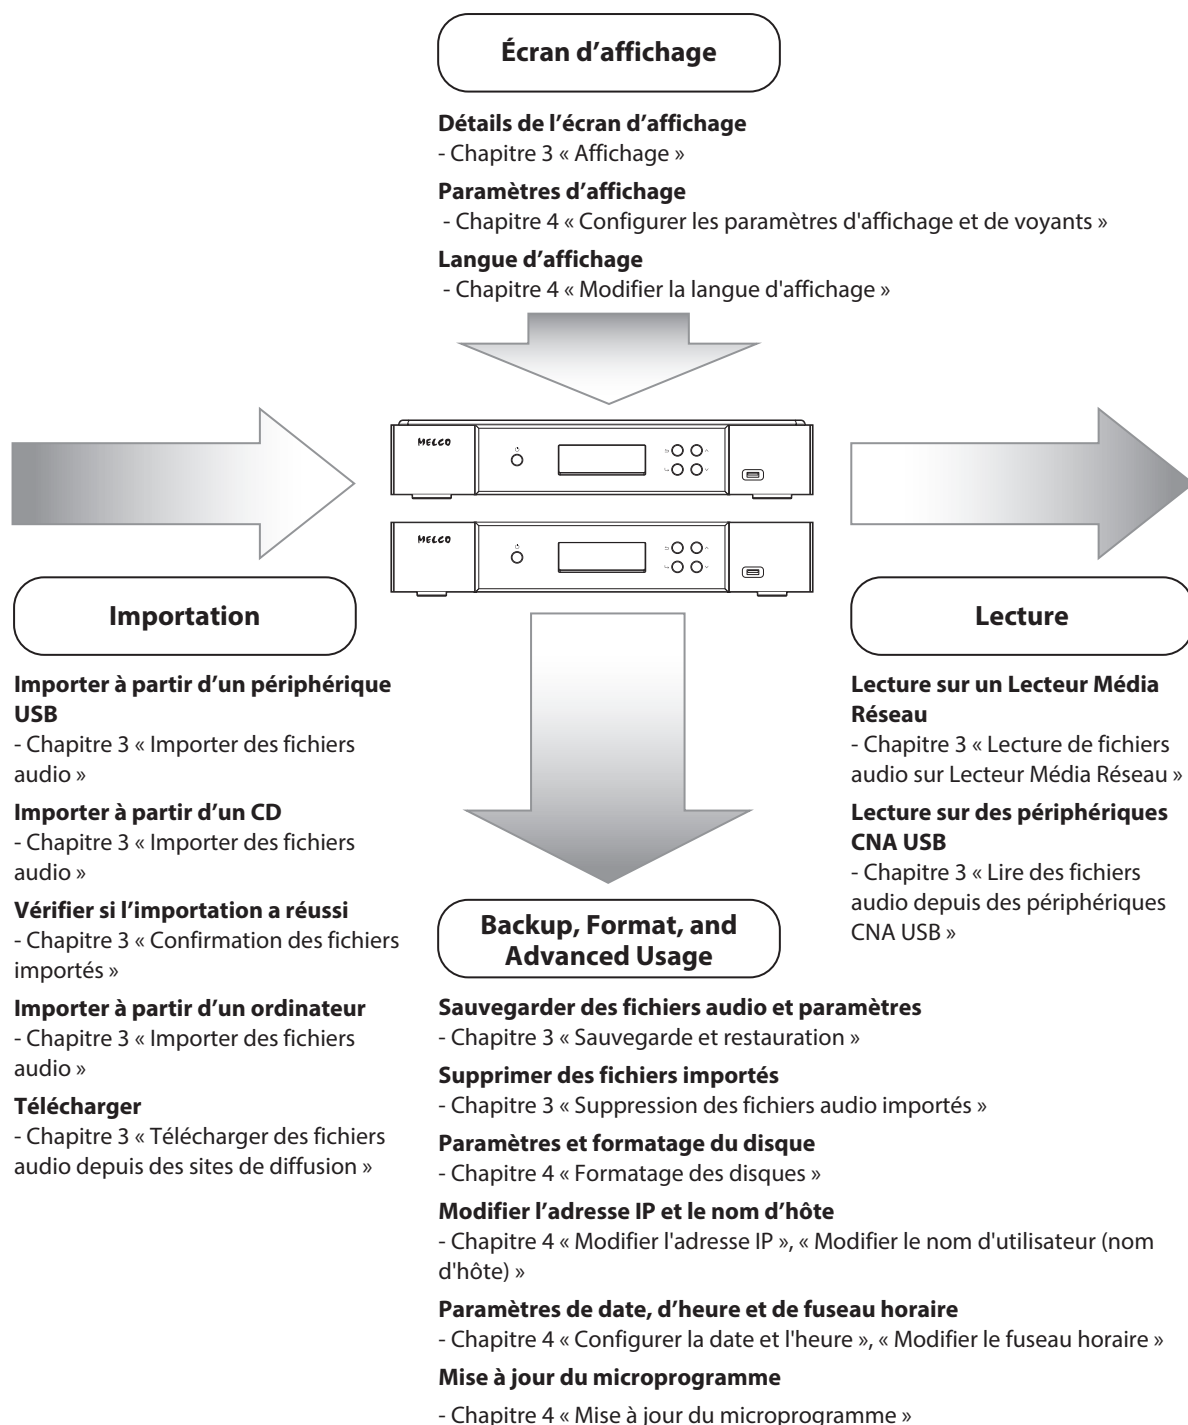 Écran d’affichage
Détails de l’écran d’affichage
- Chapitre 3 « Affichage »
Paramètres d’affichage
- Chapitre 4 « Configurer les paramètres d'affichage et de voyants »
Langue d’affichage
- Chapitre 4 « Modifier la langue d'affichage »
MELCO
MELCO
Importation
Importer à partir d’un périphérique
USB
- Chapitre 3 « Importer des fichiers
audio »
Importer à partir d’un CD
- Chapitre 3 « Importer des fichiers
audio »
Vérifier si l’importation a réussi
- Chapitre 3 « Confirmation des fichiers
importés »
Importer à partir d’un ordinateur
- Chapitre 3 « Importer des fichiers
audio »
Télécharger
- Chapitre 3 « Télécharger des fichiers
audio depuis des sites de diffusion »
Lecture
Lecture sur un Lecteur Média
Réseau
- Chapitre 3 « Lecture de fichiers
audio sur Lecteur Média Réseau »
Lecture sur des périphériques
CNA USB
- Chapitre 3 « Lire des fichiers
audio depuis des périphériques
CNA USB »
Backup, Format, and
Advanced Usage
Sauvegarder des fichiers audio et paramètres
- Chapitre 3 « Sauvegarde et restauration »
Supprimer des fichiers importés
- Chapitre 3 « Suppression des fichiers audio importés »
Paramètres et formatage du disque
- Chapitre 4 « Formatage des disques »
Modifier l’adresse IP et le nom d’hôte
- Chapitre 4 « Modifier l'adresse IP », « Modifier le nom d'utilisateur (nom
d'hôte) »
Paramètres de date, d’heure et de fuseau horaire
- Chapitre 4 « Configurer la date et l'heure », « Modifier le fuseau horaire »
Mise à jour du microprogramme
- Chapitre 4 « Mise à jour du microprogramme »